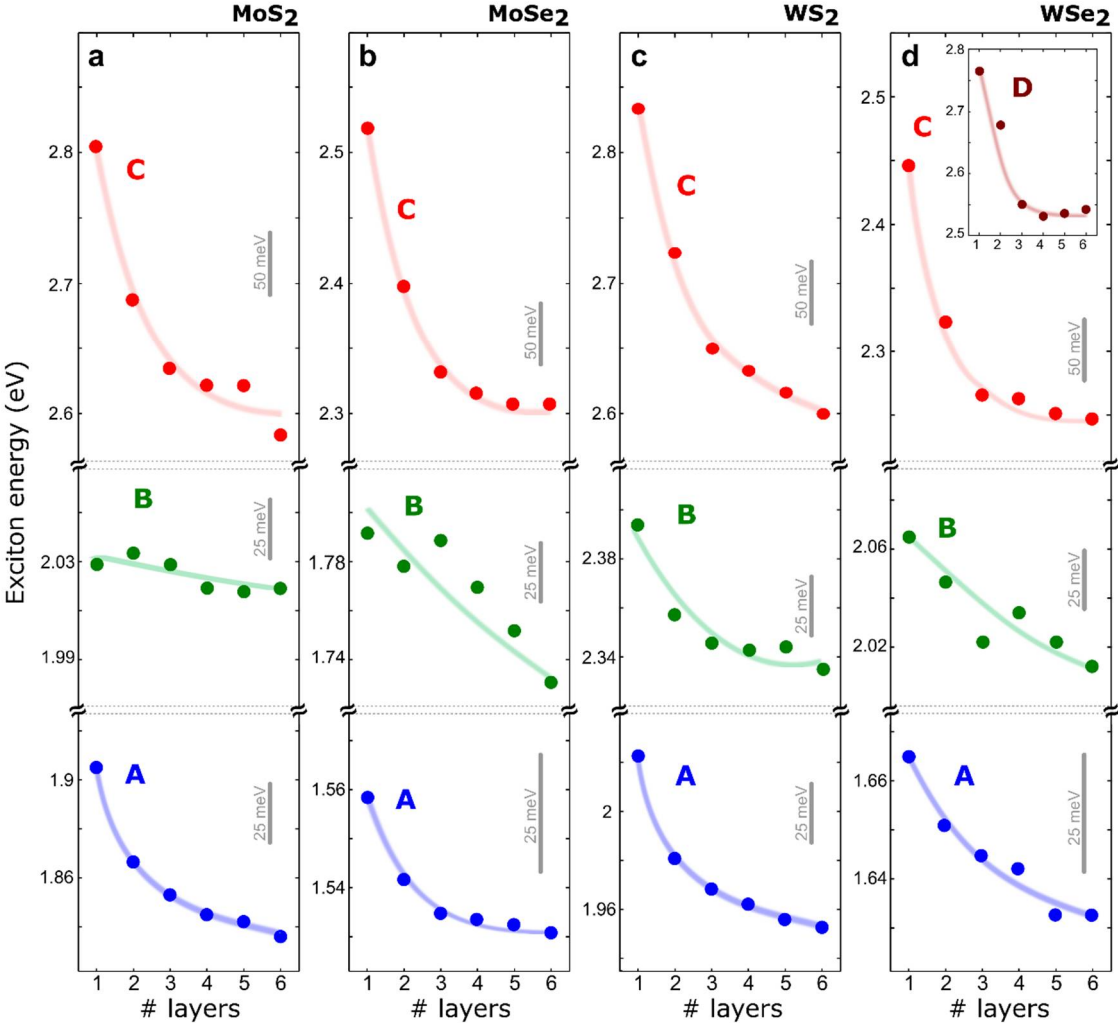 MoS2
MoSe2
WS2
WSe2
Exciton energy (eV)
a
C
50 meV
2.8
2.7
2.6
B
25 meV
2.03
1.99
A
25 meV
1.9
1.86
1 2 3 4 5 6
# layers
b
C
50 meV
2.5
2.4
2.3
B
25 meV
1.78
1.74
A
25 meV
1.56
1.54
1 2 3 4 5 6
# layers
c
C
50 meV
2.8
2.7
2.6
B
25 meV
2.38
2.34
A
25 meV
2
1.96
1 2 3 4 5 6
# layers
d
C
50 meV
2.5
2.4
2.3
D
2.8
2.7
2.6
2.5
1 2 3 4 5 6
B
25 meV
2.06
2.02
A
25 meV
1.66
1.64
1 2 3 4 5 6
# layers